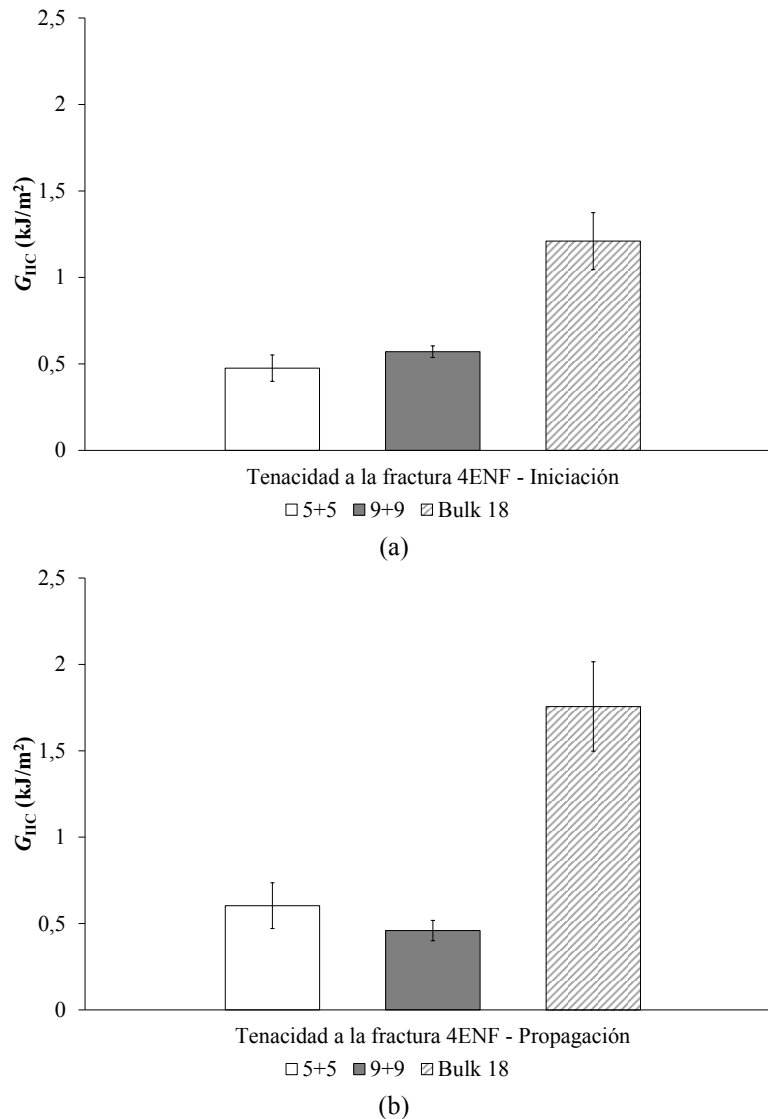 2,5
2
1,5
1
0,5
0
G_IIC (kJ/m²)
Tenacidad a la fractura 4ENF - Iniciación
5+5 9+9 Bulk 18
(a)
2,5
2
1,5
1
0,5
0
G_IIC (kJ/m²)
Tenacidad a la fractura 4ENF - Propagación
5+5 9+9 Bulk 18
(b)